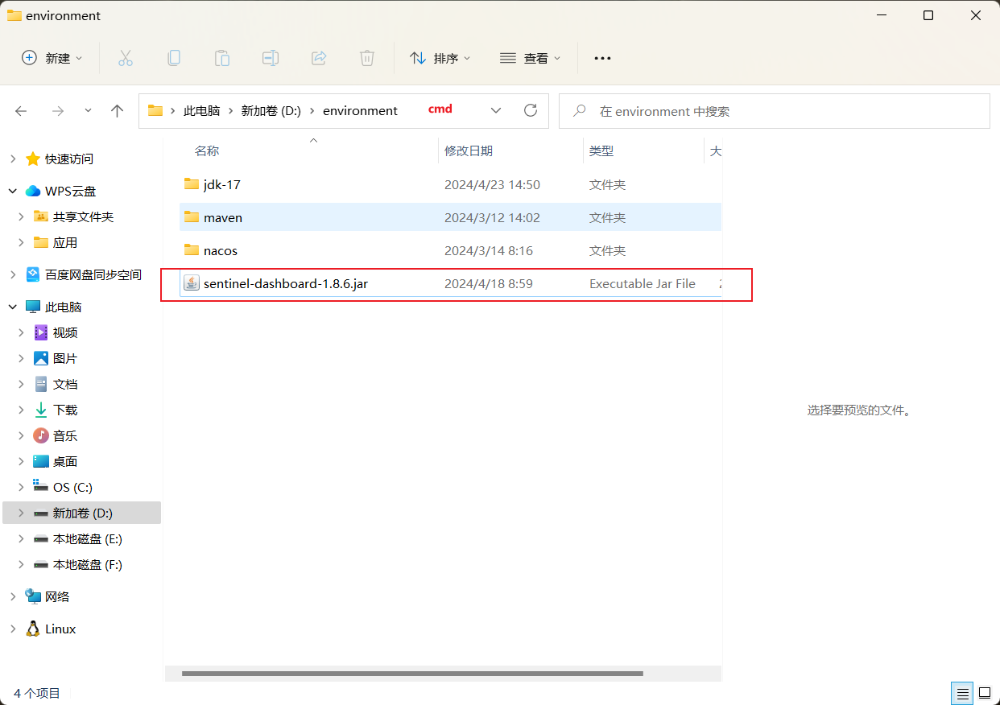 environment
新建
排序
查看
此电脑 新加卷 (D:) environment cmd
在 environment 中搜索
名称 修改日期 类型 大
快速访问
WPS云盘
共享文件夹
应用
百度网盘同步空间
此电脑
视频
图片
文档
下载
音乐
桌面
OS (C:)
新加卷 (D:)
本地磁盘 (E:)
本地磁盘 (F:)
网络
Linux
jdk-17 2024/4/23 14:50 文件夹
maven 2024/3/12 14:02 文件夹
nacos 2024/3/14 8:16 文件夹
sentinel-dashboard-1.8.6.jar 2024/4/18 8:59 Executable Jar File
选择要预览的文件。
4 个项目